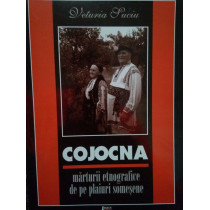 Veturia Suciu
COJOCNA
mărturii etnografice
de pe plaiuri someșene